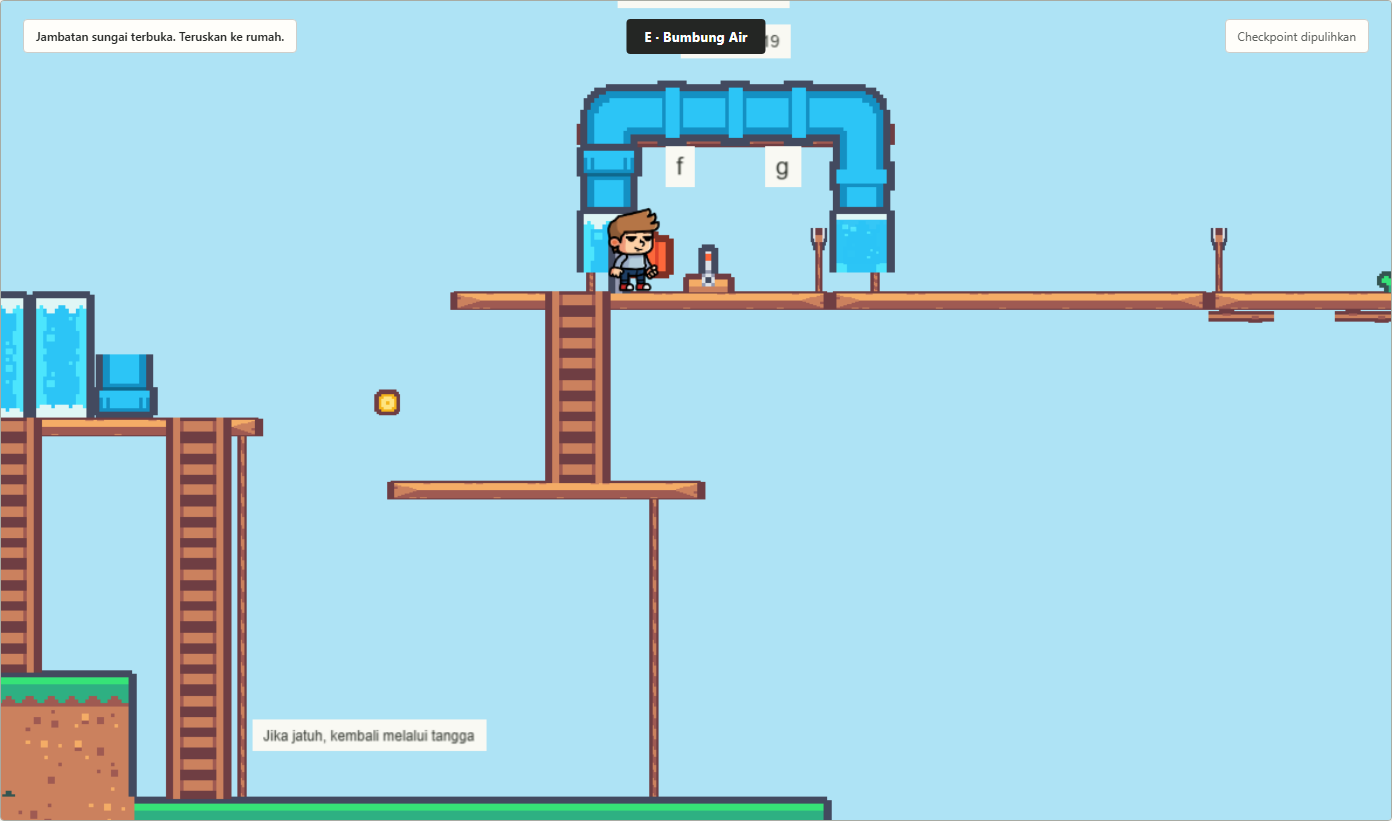 Jambatan sungai terbuka. Teruskan ke rumah.
E · Bumbung Air
Checkpoint dipulihkan
f
g
Jika jatuh, kembali melalui tangga